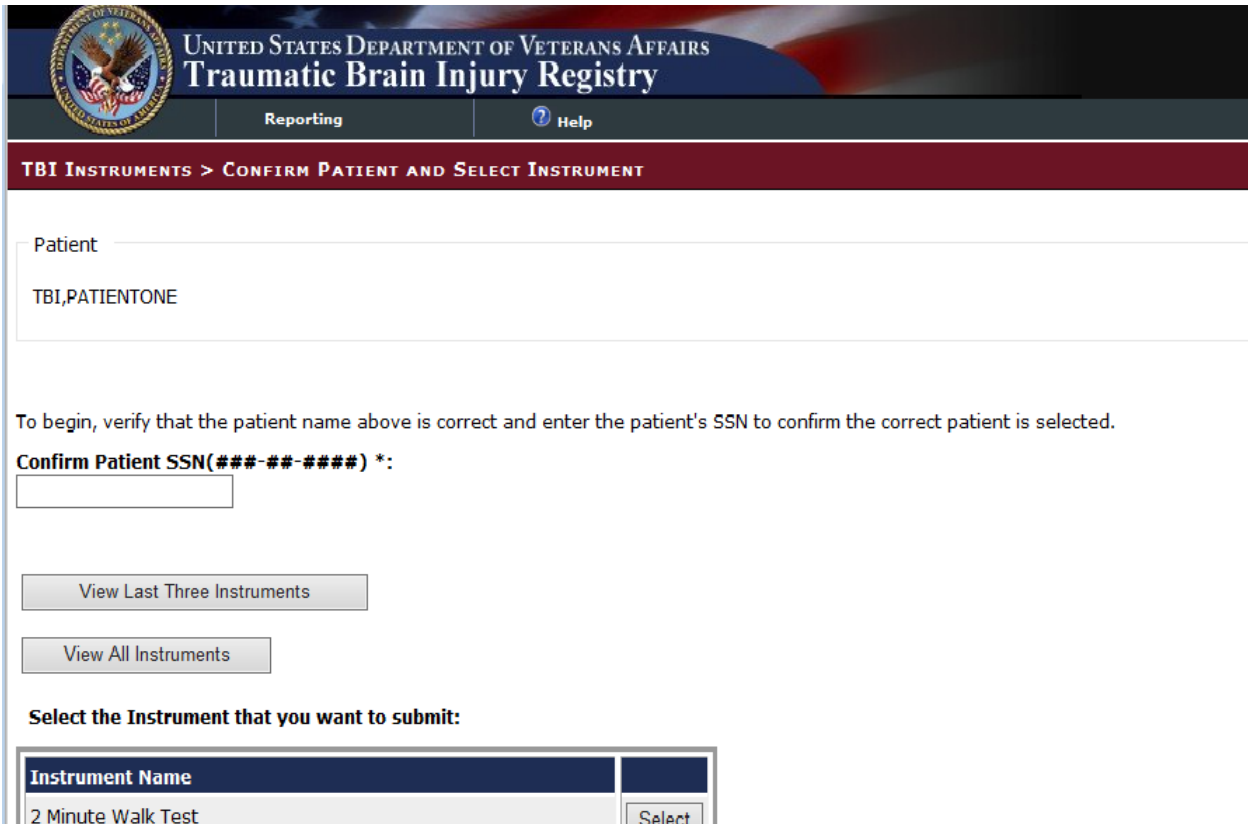 UNITED STATES DEPARTMENT OF VETERANS AFFAIRS
Traumatic Brain Injury Registry
Reporting
Help
TBI INSTRUMENTS > CONFIRM PATIENT AND SELECT INSTRUMENT
Patient
TBI,PATIENTONE
To begin, verify that the patient name above is correct and enter the patient's SSN to confirm the correct patient is selected.
Confirm Patient SSN(###-##-####) *:
View Last Three Instruments
View All Instruments
Select the Instrument that you want to submit:
Instrument Name
2 Minute Walk Test Select